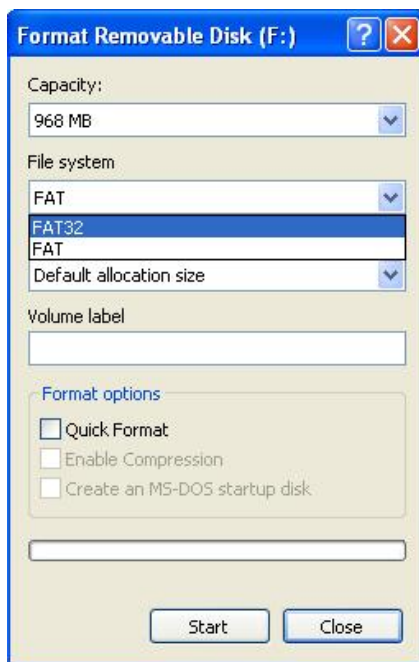 Format Removable Disk (F:)
Capacity:
968 MB
File system
FAT
FAT32
FAT
Default allocation size
Volume label
Format options
Quick Format
Enable Compression
Create an MS-DOS startup disk
Start
Close